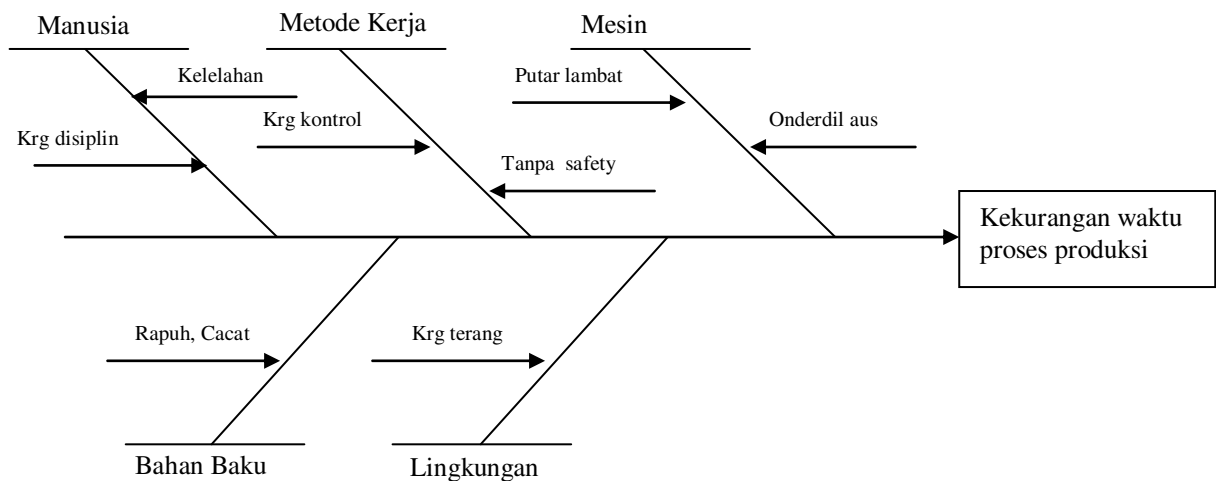 Manusia
Metode Kerja
Mesin
Kelelahan
Putar lambat
Krg disiplin
Krg kontrol
Onderdil aus
Tanpa safety
Kekurangan waktu
proses produksi
Rapuh, Cacat
Krg terang
Bahan Baku
Lingkungan